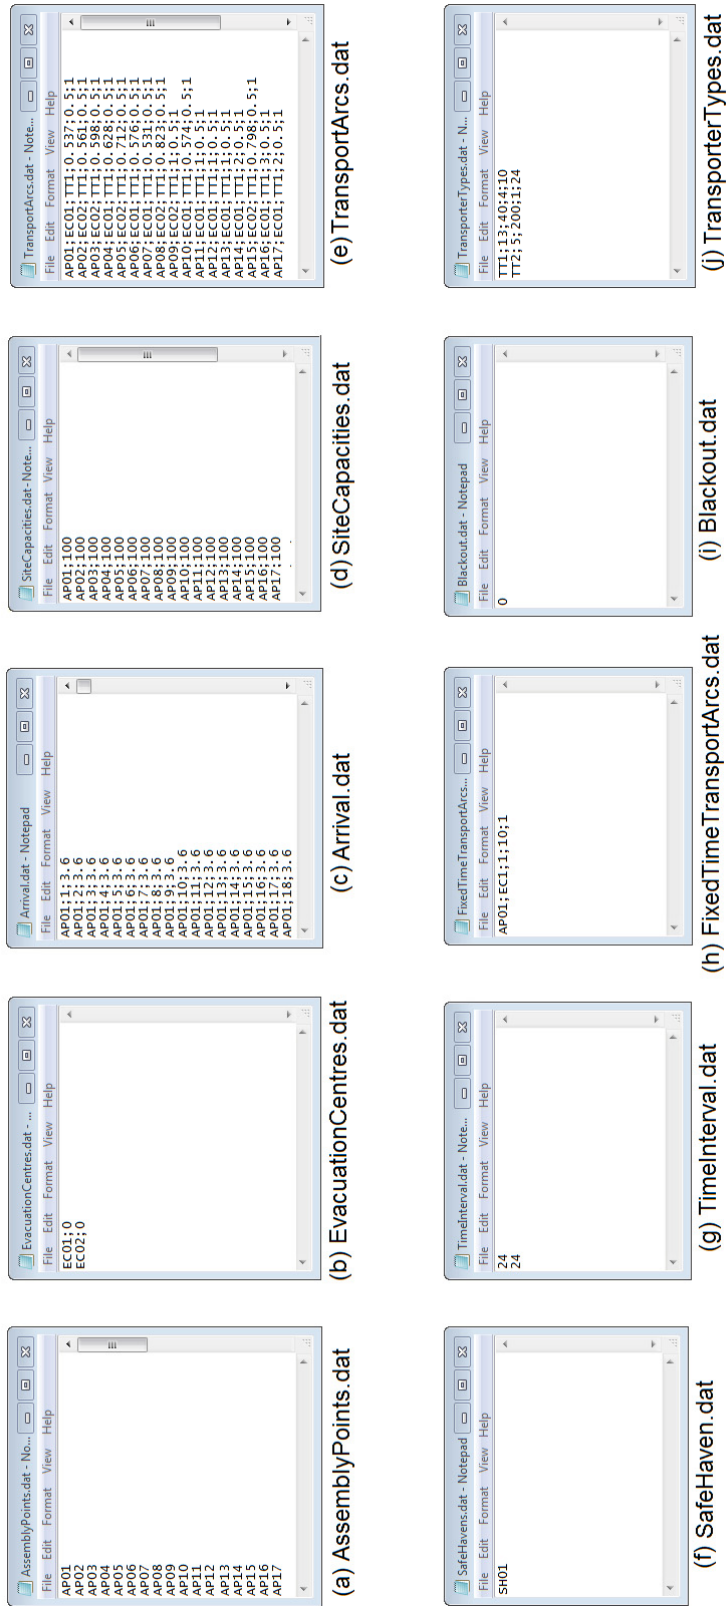 AssemblyPoints.dat - No...
File Edit Format View Help
AP01
AP02
AP03
AP04
AP05
AP06
AP07
AP08
AP09
AP10
AP11
AP12
AP13
AP14
AP15
AP16
AP17
(a) AssemblyPoints.dat
EvacuationCentres.dat - ...
File Edit Format View Help
EC01;0
EC02;0
(b) EvacuationCentres.dat
Arrival.dat - Notepad
File Edit Format View Help
AP01;1;3.6
AP01;2;3.6
AP01;3;3.6
AP01;4;3.6
AP01;5;3.6
AP01;6;3.6
AP01;7;3.6
AP01;8;3.6
AP01;9;3.6
AP01;10;3.6
AP01;11;3.6
AP01;12;3.6
AP01;13;3.6
AP01;14;3.6
AP01;15;3.6
AP01;16;3.6
AP01;17;3.6
AP01;18;3.6
(c) Arrival.dat
SiteCapacities.dat - Note...
File Edit Format View Help
AP01;100
AP02;100
AP03;100
AP04;100
AP05;100
AP06;100
AP07;100
AP08;100
AP09;100
AP10;100
AP11;100
AP12;100
AP13;100
AP14;100
AP15;100
AP16;100
AP17;100
(d) SiteCapacities.dat
TransportArcs.dat - Note...
File Edit Format View Help
AP01;EC01;TT1;0.537;0.5;1
AP02;EC02;TT1;0.561;0.5;1
AP03;EC02;TT1;0.598;0.5;1
AP04;EC01;TT1;0.628;0.5;1
AP05;EC02;TT1;0.712;0.5;1
AP06;EC01;TT1;0.576;0.5;1
AP07;EC01;TT1;0.531;0.5;1
AP08;EC02;TT1;0.823;0.5;1
AP09;EC02;TT1;1;0.5;1
AP10;EC01;TT1;0.574;0.5;1
AP11;EC01;TT1;1;0.5;1
AP12;EC01;TT1;1;0.5;1
AP13;EC01;TT1;1;0.5;1
AP14;EC01;TT1;2;0.5;1
AP15;EC02;TT1;0.798;0.5;1
AP16;EC01;TT1;3;0.5;1
AP17;EC01;TT1;2;0.5;1
(e) TransportArcs.dat
SafeHavens.dat - Notepad
File Edit Format View Help
SH01
(f) SafeHaven.dat
TimeInterval.dat - Note...
File Edit Format View Help
24
24
(g) TimeInterval.dat
FixedTimeTransportArcs...
File Edit Format View Help
AP01;EC1;1;10;1
(h) FixedTimeTransportArcs.dat
Blackout.dat - Notepad
File Edit Format View Help
0
(i) Blackout.dat
TransporterTypes.dat - N...
File Edit Format View Help
TT1;13;40;4;10
TT2;5;200;1;24
(j) TransporterTypes.dat